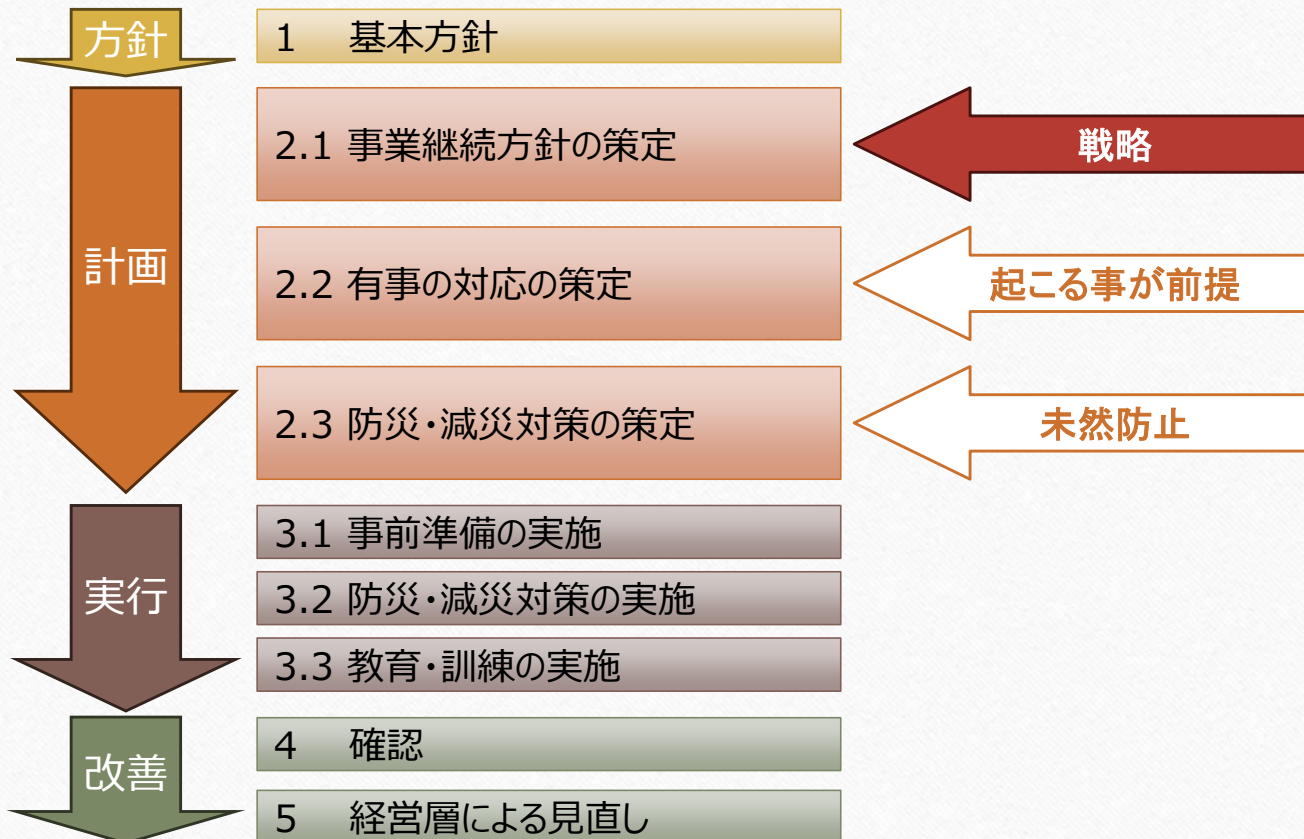 方針
1 基本方針
計画
2.1 事業継続方針の策定
戦略
2.2 有事の対応の策定
起こる事が前提
2.3 防災・減災対策の策定
未然防止
実行
3.1 事前準備の実施
3.2 防災・減災対策の実施
3.3 教育・訓練の実施
改善
4 確認
5 経営層による見直し